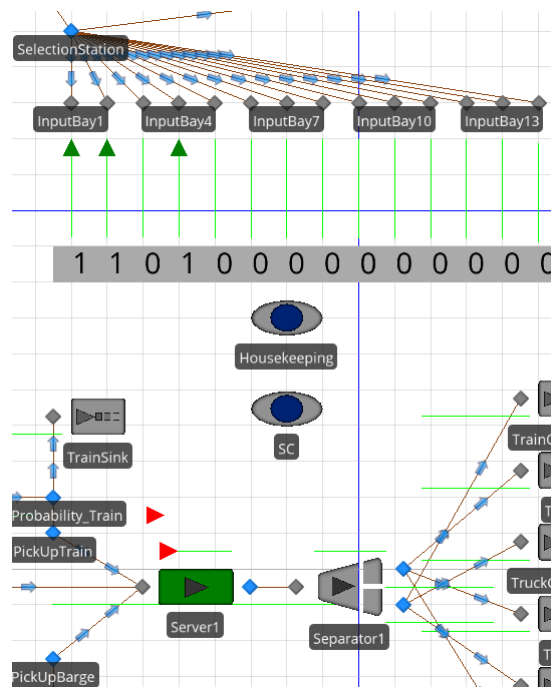 SelectionStation
InputBay1 InputBay4 InputBay7 InputBay10 InputBay13
1 1 0 1 0 0 0 0 0 0 0 0 0 0
Housekeeping
SC
TrainSink
Probability_Train
PickUpTrain
Server1
Separator1
PickUpBarge